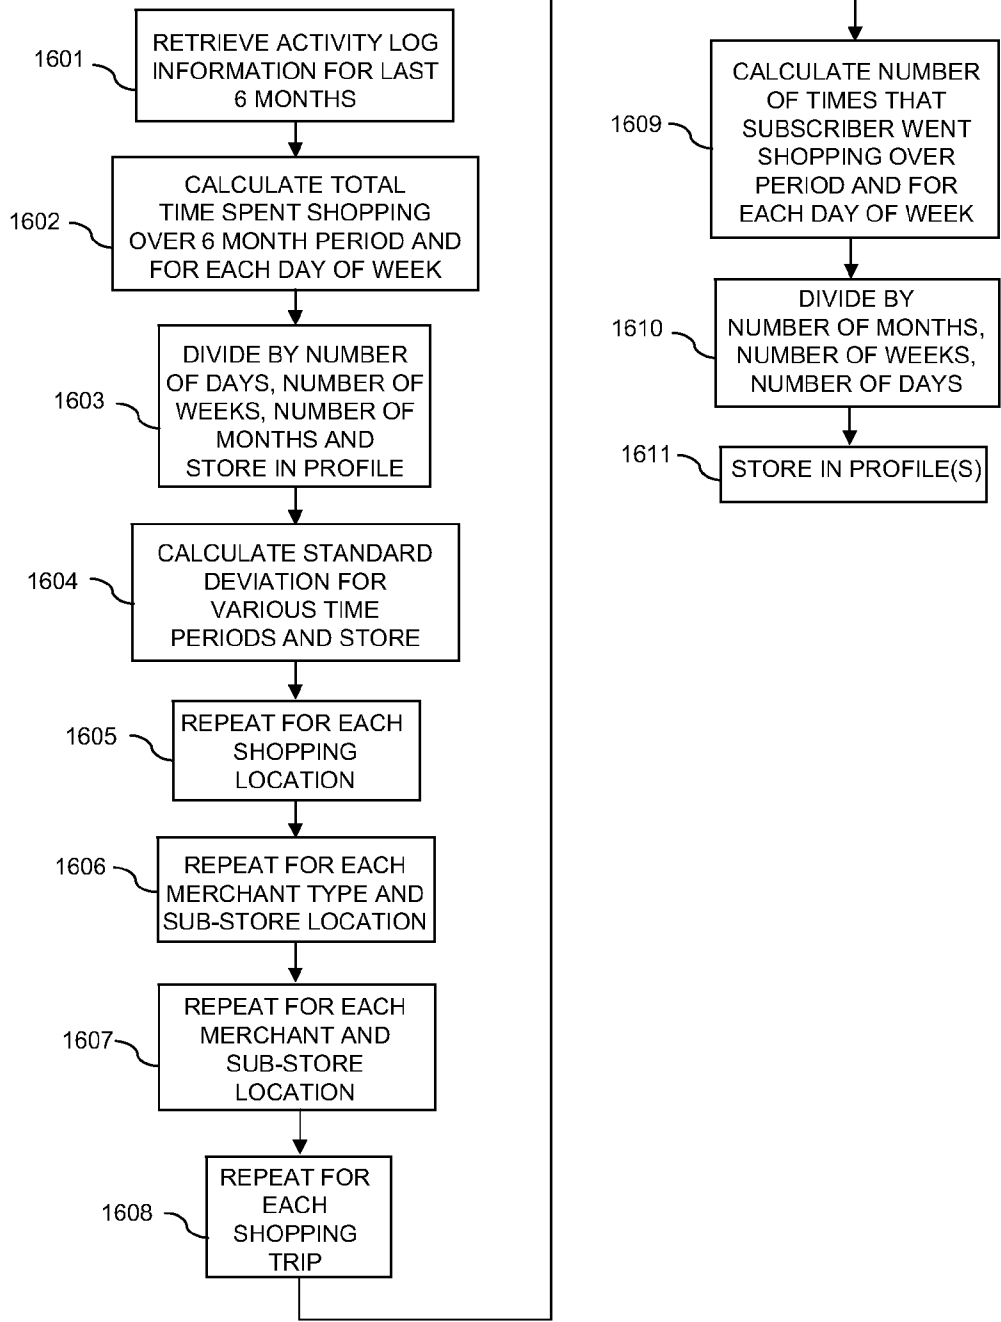 1601
RETRIEVE ACTIVITY LOG
INFORMATION FOR LAST
6 MONTHS
1602
CALCULATE TOTAL
TIME SPENT SHOPPING
OVER 6 MONTH PERIOD AND
FOR EACH DAY OF WEEK
1603
DIVIDE BY NUMBER
OF DAYS, NUMBER OF
WEEKS, NUMBER OF
MONTHS AND
STORE IN PROFILE
1604
CALCULATE STANDARD
DEVIATION FOR
VARIOUS TIME
PERIODS AND STORE
1605
REPEAT FOR EACH
SHOPPING
LOCATION
1606
REPEAT FOR EACH
MERCHANT TYPE AND
SUB-STORE LOCATION
1607
REPEAT FOR EACH
MERCHANT AND
SUB-STORE
LOCATION
1608
REPEAT FOR
EACH
SHOPPING
TRIP
1609
CALCULATE NUMBER
OF TIMES THAT
SUBSCRIBER WENT
SHOPPING OVER
PERIOD AND FOR
EACH DAY OF WEEK
1610
DIVIDE BY
NUMBER OF MONTHS,
NUMBER OF WEEKS,
NUMBER OF DAYS
1611
STORE IN PROFILE(S)